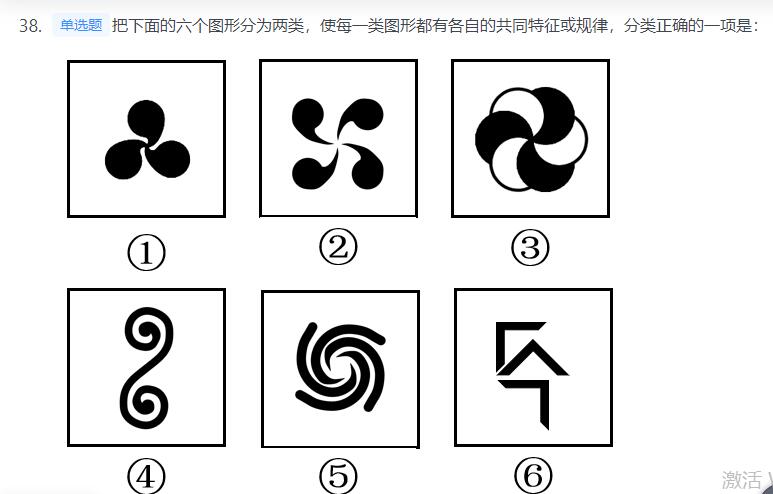 38. 单选题 把下面的六个图形分为两类，使每一类图形都有各自的共同特征或规律，分类正确的一项是：
① ② ③
④ ⑤ ⑥
激活